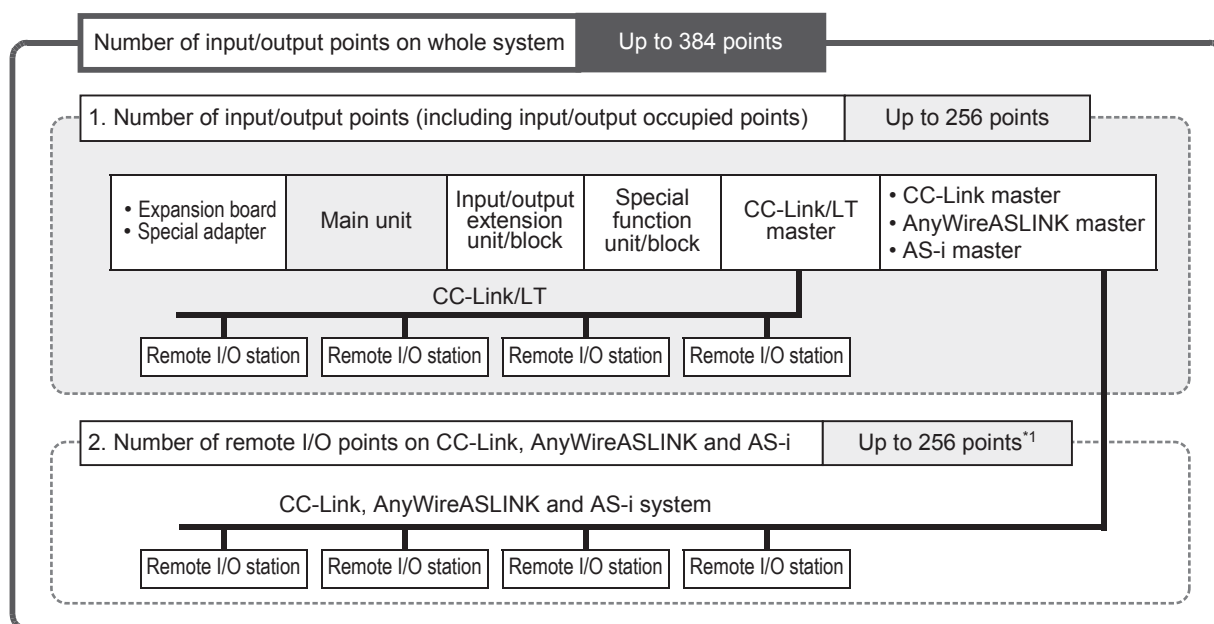 Number of input/output points on whole system
Up to 384 points
1. Number of input/output points (including input/output occupied points)
Up to 256 points
• Expansion board
• Special adapter
Main unit
Input/output
extension
unit/block
Special
function
unit/block
CC-Link/LT
master
• CC-Link master
• AnyWireASLINK master
• AS-i master
CC-Link/LT
Remote I/O station
Remote I/O station
Remote I/O station
Remote I/O station
2. Number of remote I/O points on CC-Link, AnyWireASLINK and AS-i
Up to 256 points*1
CC-Link, AnyWireASLINK and AS-i system
Remote I/O station
Remote I/O station
Remote I/O station
Remote I/O station